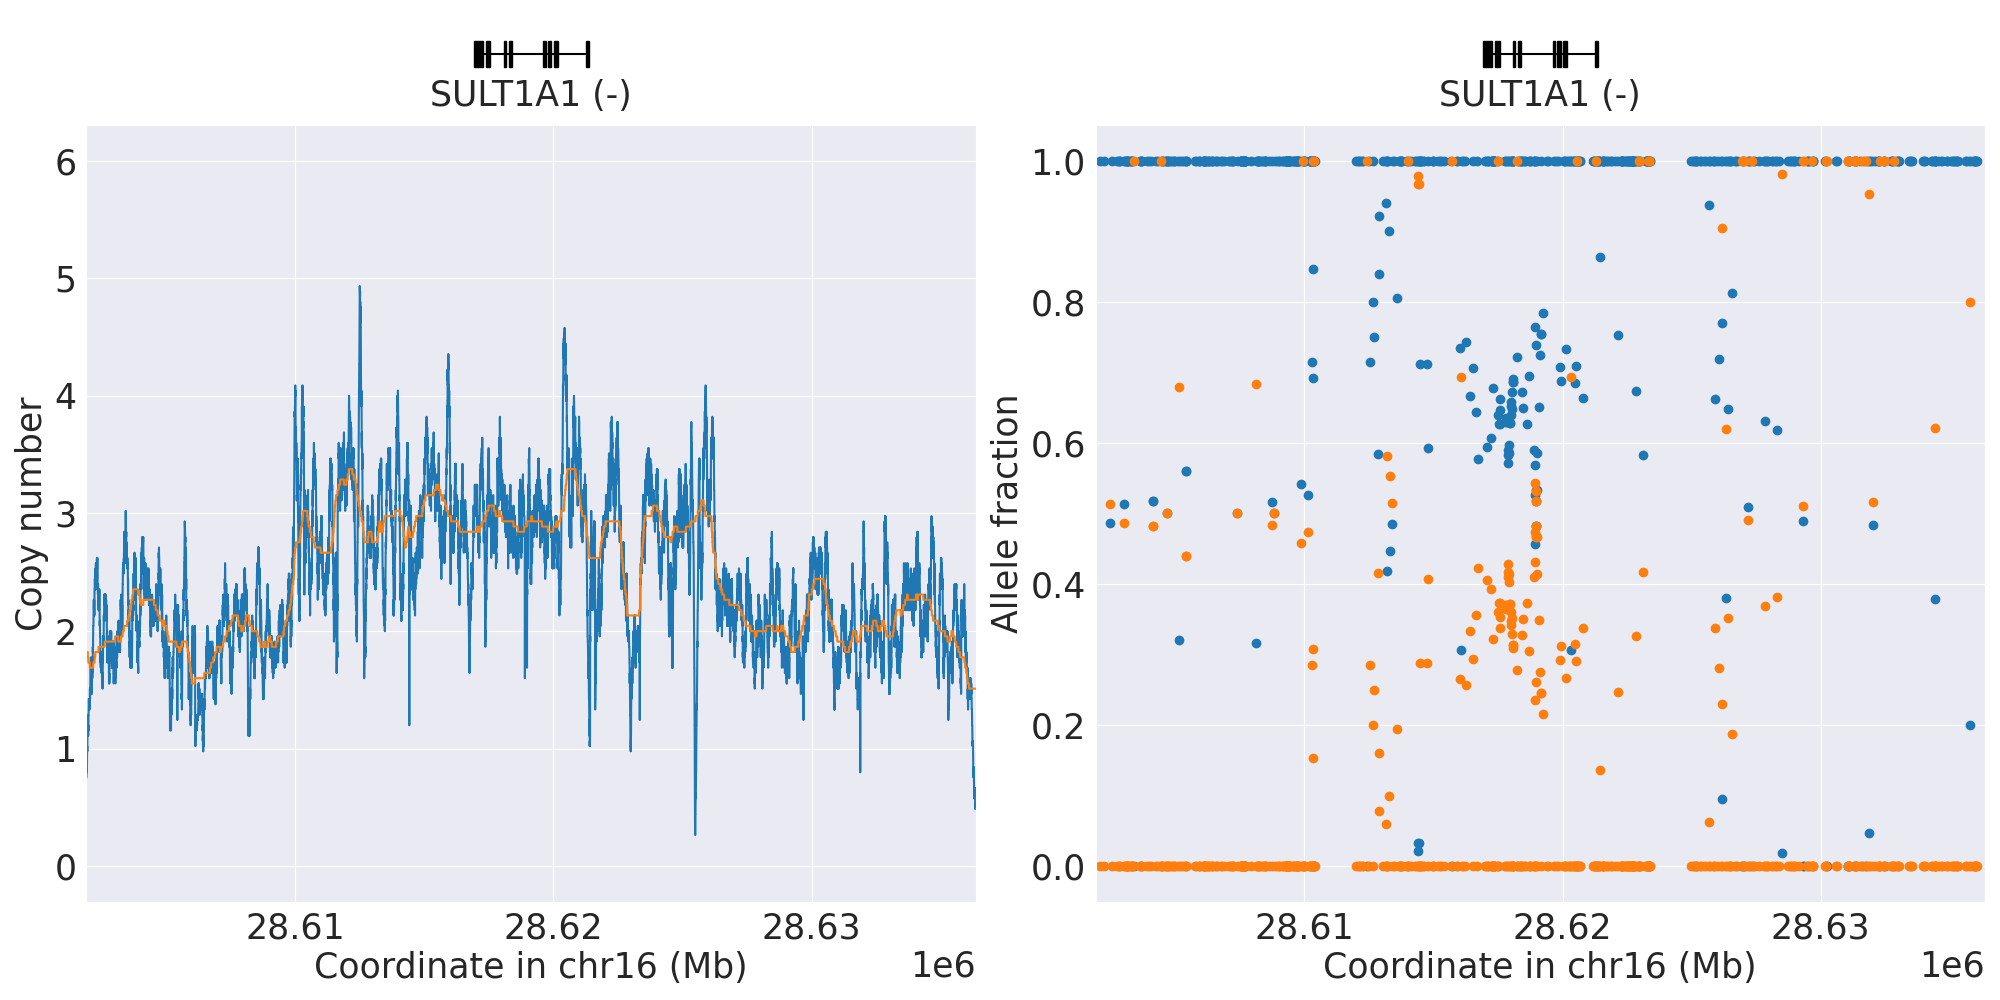 SULT1A1 (-)
6
5
4
3
2
1
0
Copy number
28.61
28.62
28.63
Coordinate in chr16 (Mb)
1e6
SULT1A1 (-)
1.0
0.8
0.6
0.4
0.2
0.0
Allele fraction
28.61
28.62
28.63
Coordinate in chr16 (Mb)
1e6